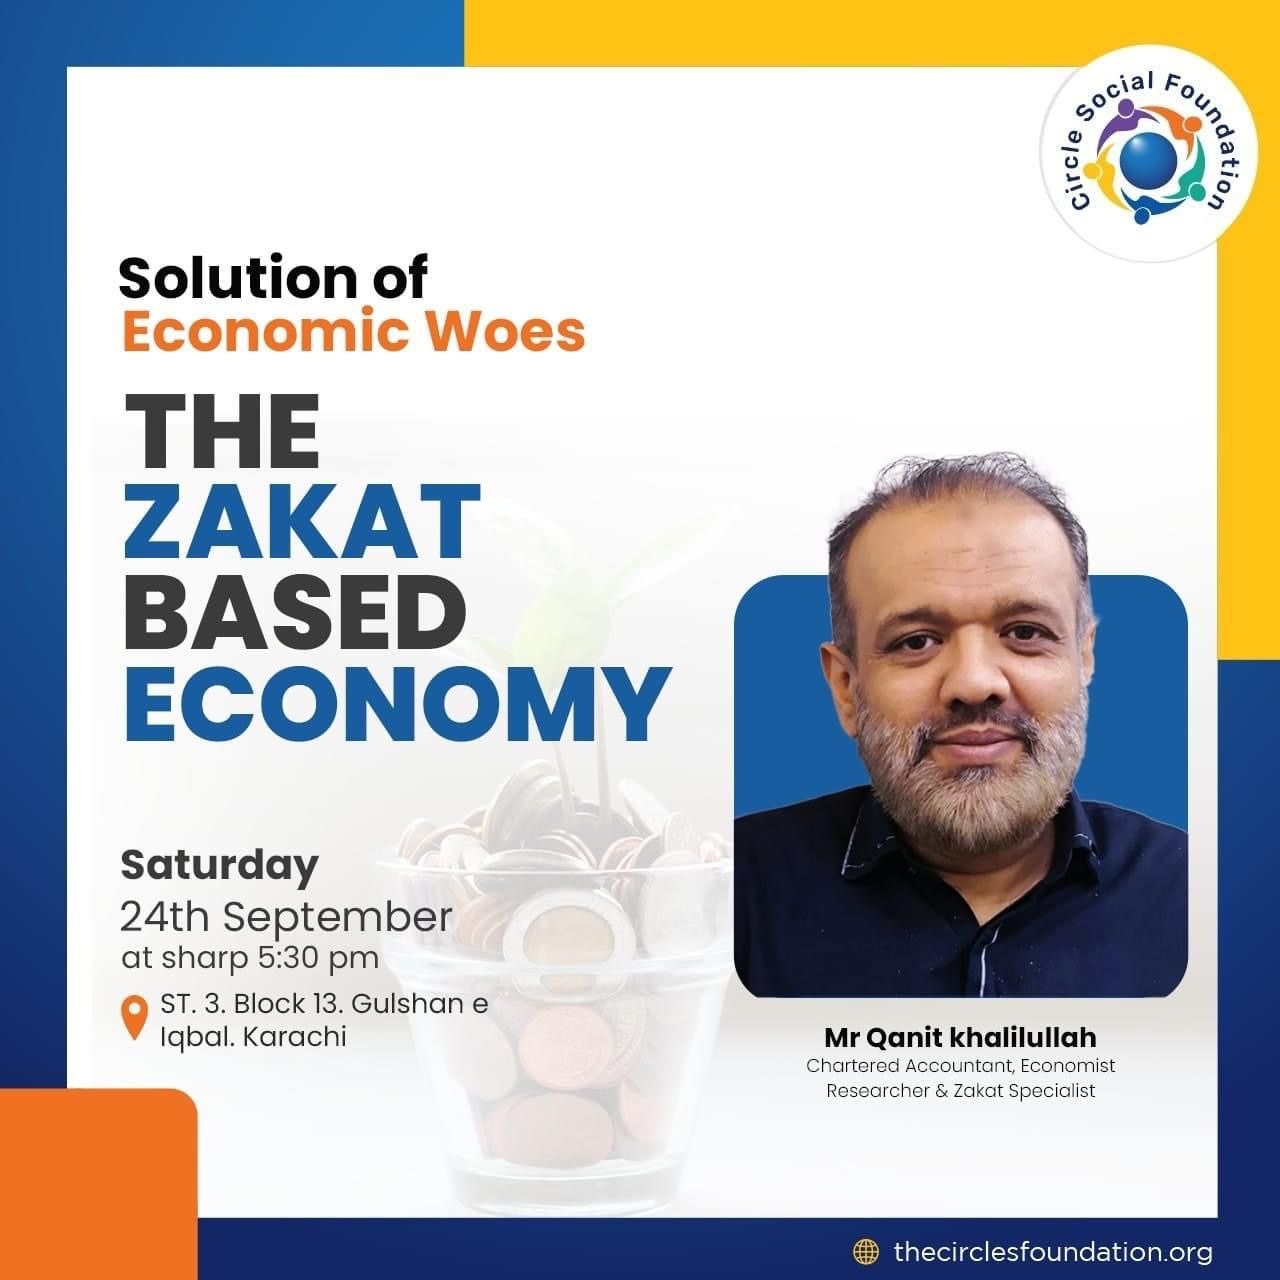 Circle Social Foundation
Solution of
Economic Woes
THE
ZAKAT
BASED
ECONOMY
Saturday
24th September
at sharp 5:30 pm
ST. 3. Block 13. Gulshan e
Iqbal. Karachi
Mr Qanit khalilullah
Chartered Accountant, Economist
Researcher & Zakat Specialist
thecirclesfoundation.org